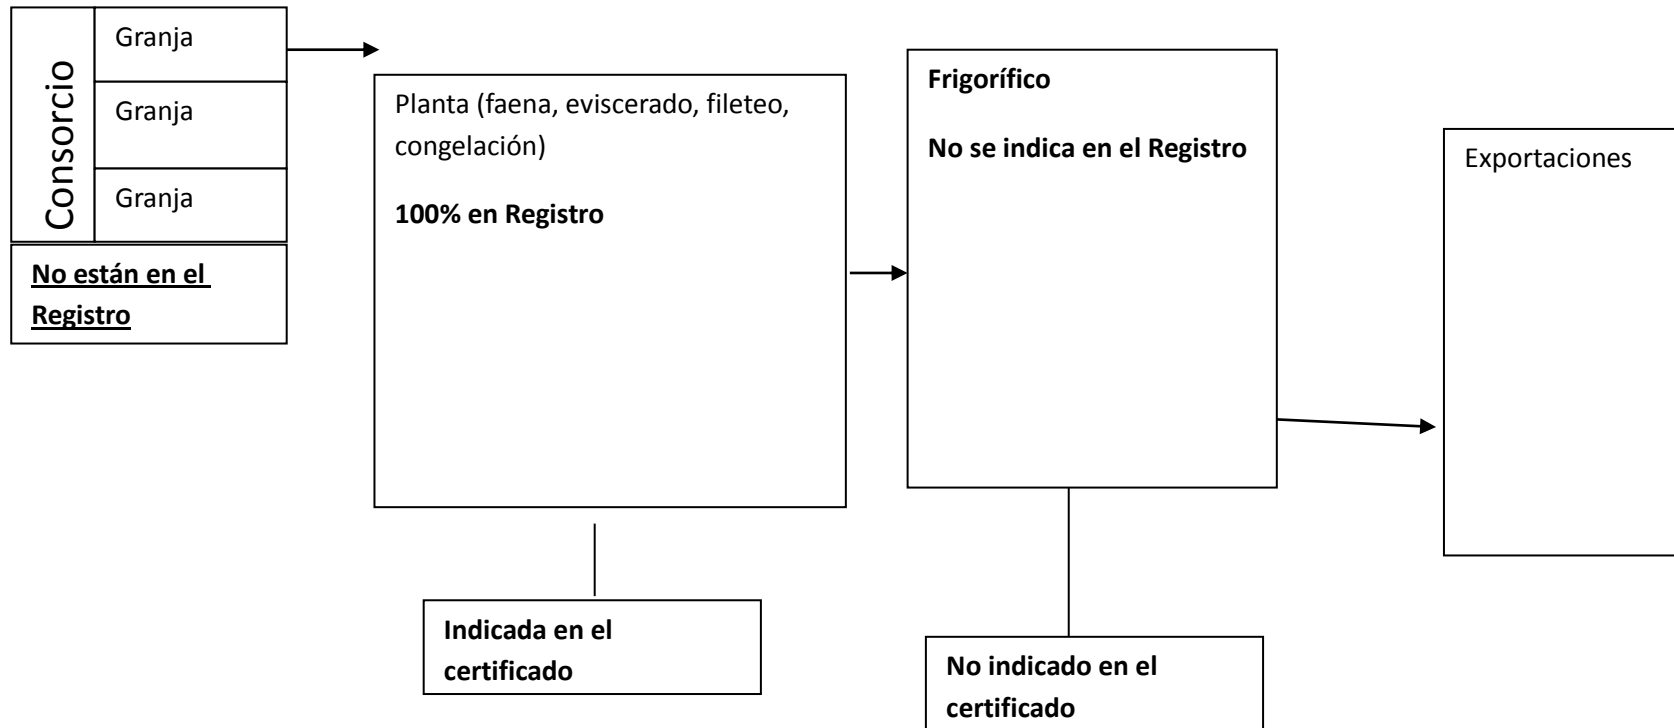 Consorcio
Granja
Granja
Granja
No están en el
Registro
Planta (faena, eviscerado, fileteo,
congelación)
100% en Registro
Indicada en el
certificado
Frigorífico
No se indica en el Registro
No indicado en el
certificado
Exportaciones